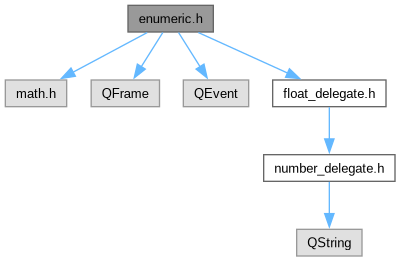 enumeric.h
math.h
QFrame
QEvent
float_delegate.h
number_delegate.h
QString